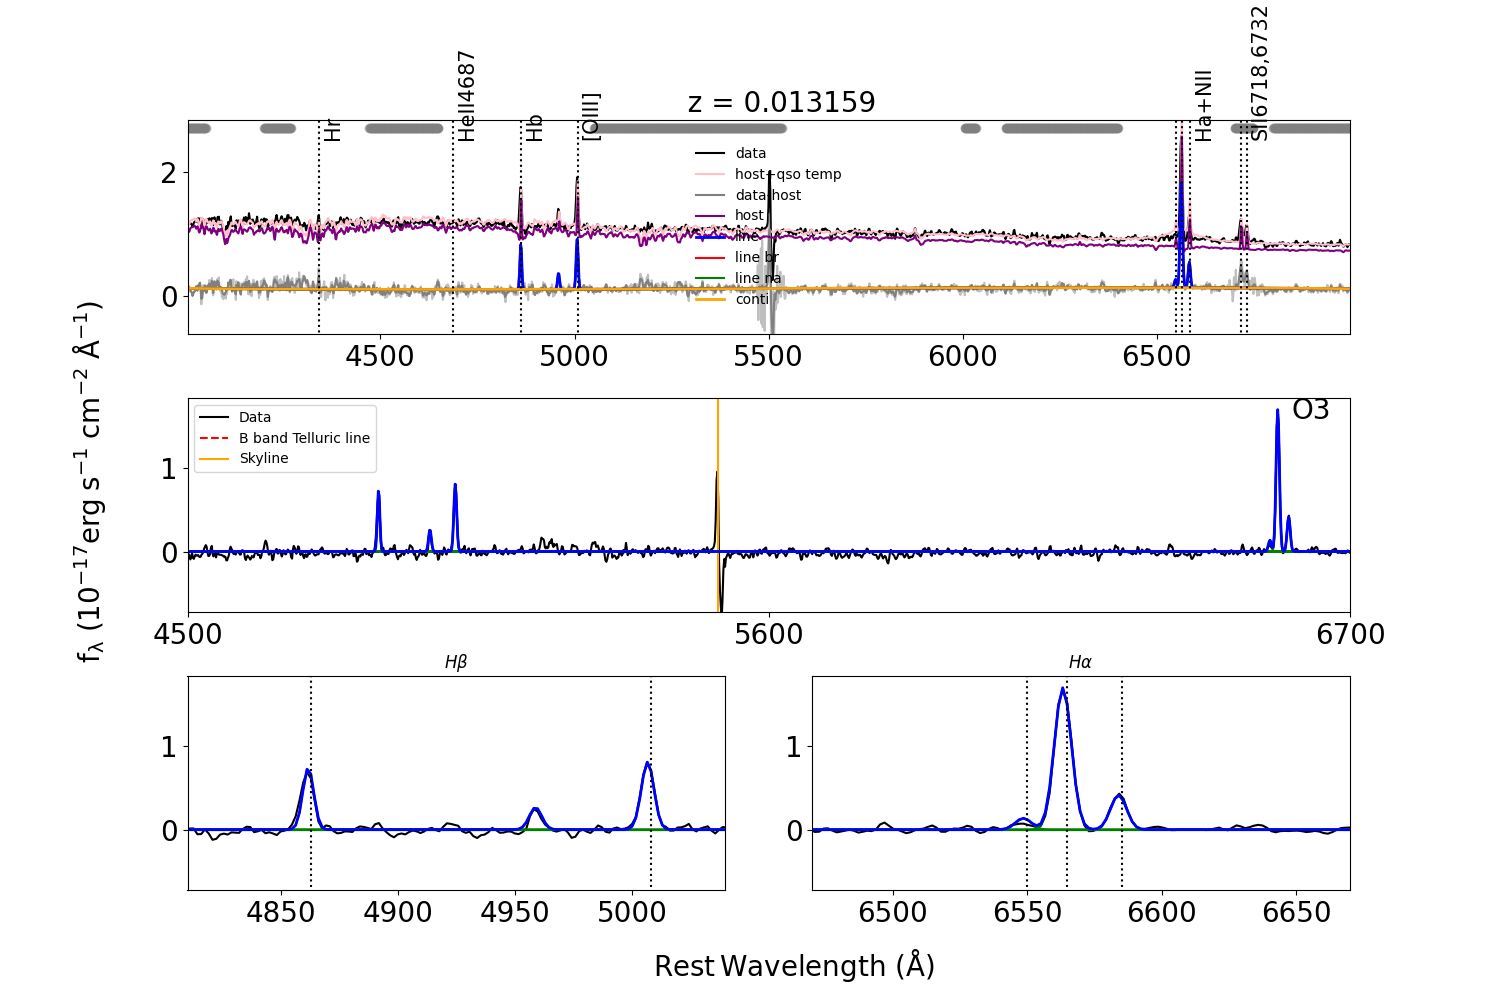 Hr
HeII4687
Hb
[OIII]
Ha+NII
SII6718,6732
z = 0.013159
data
host+qso temp
data-host
host
line
line br
line na
conti
2
0
4500
5000
5500
6000
6500
fλ (10−17erg s−1 cm−2 Å−1)
Data
B band Telluric line
Skyline
O3
1
0
4500
5600
6700
Hβ
1
0
4850
4900
4950
5000
Hα
1
0
6500
6550
6600
6650
Rest Wavelength (Å)